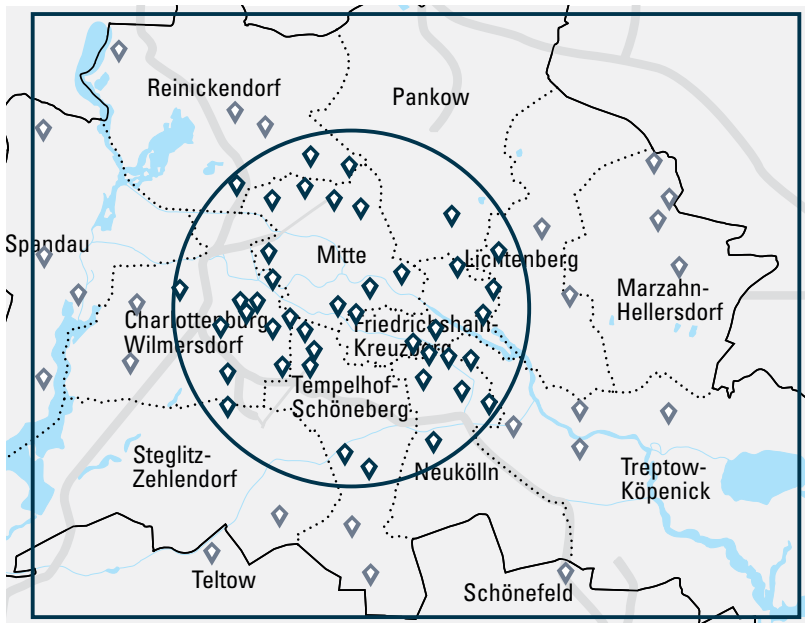 Reinickendorf
Pankow
Spandau
Mitte
Lichtenberg
Marzahn-
Hellersdorf
Charlottenburg
Wilmersdorf
Friedrichshain-
Kreuzberg
Tempelhof-
Schöneberg
Steglitz-
Zehlendorf
Neukölln
Treptow-
Köpenick
Teltow
Schönefeld